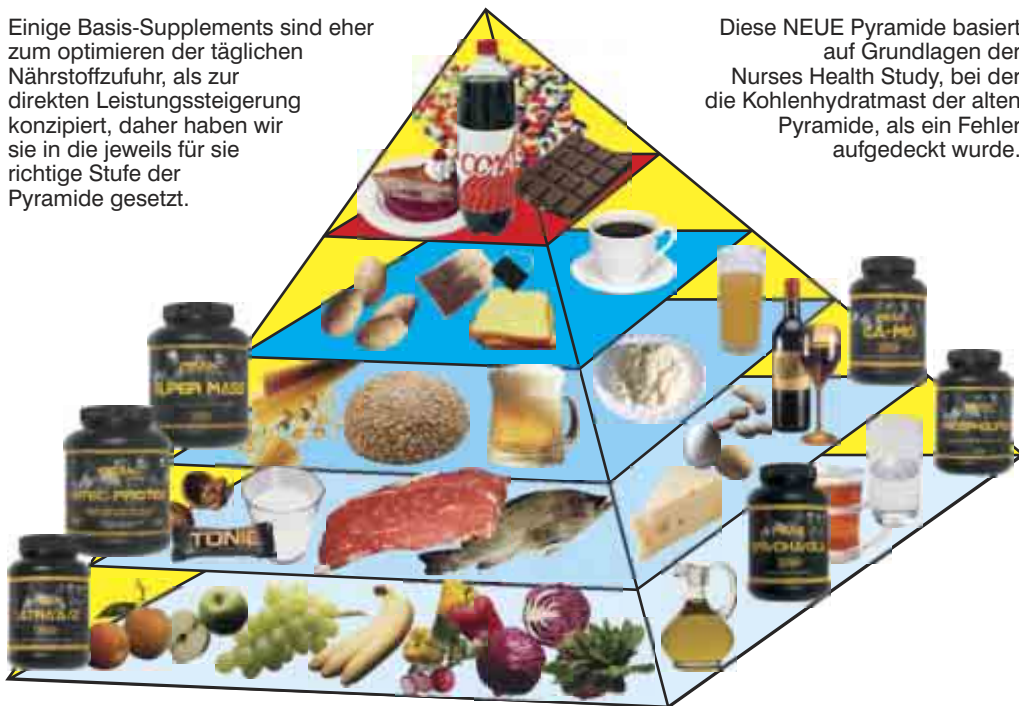 Einige Basis-Supplements sind eher
zum optimieren der täglichen
Nährstoffzufuhr, als zur
direkten Leistungssteigerung
konzipiert, daher haben wir
sie in die jeweils für sie
richtige Stufe der
Pyramide gesetzt.
Diese NEUE Pyramide basiert
auf Grundlagen der
Nurses Health Study, bei der
die Kohlenhydratmast der alten
Pyramide, als ein Fehler
aufgedeckt wurde.
CA-MG
SUPER MASS
TONIC